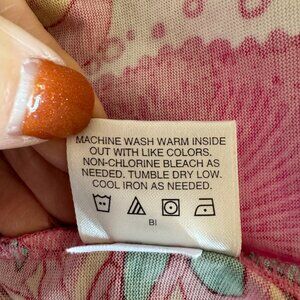 MACHINE WASH WARM INSIDE
OUT WITH LIKE COLORS.
NON-CHLORINE BLEACH AS
NEEDED. TUMBLE DRY LOW.
COOL IRON AS NEEDED.
BI